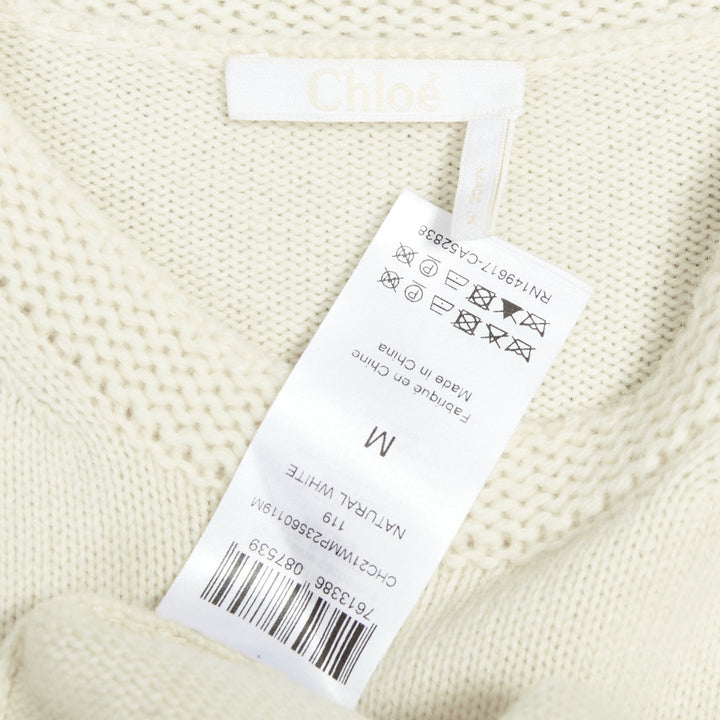 Chloé
RN149617-CA52838
Fabriqué en Chine
Made in China
M
NATURAL WHITE
119
CHC21WMP23560119M
7613386 087539